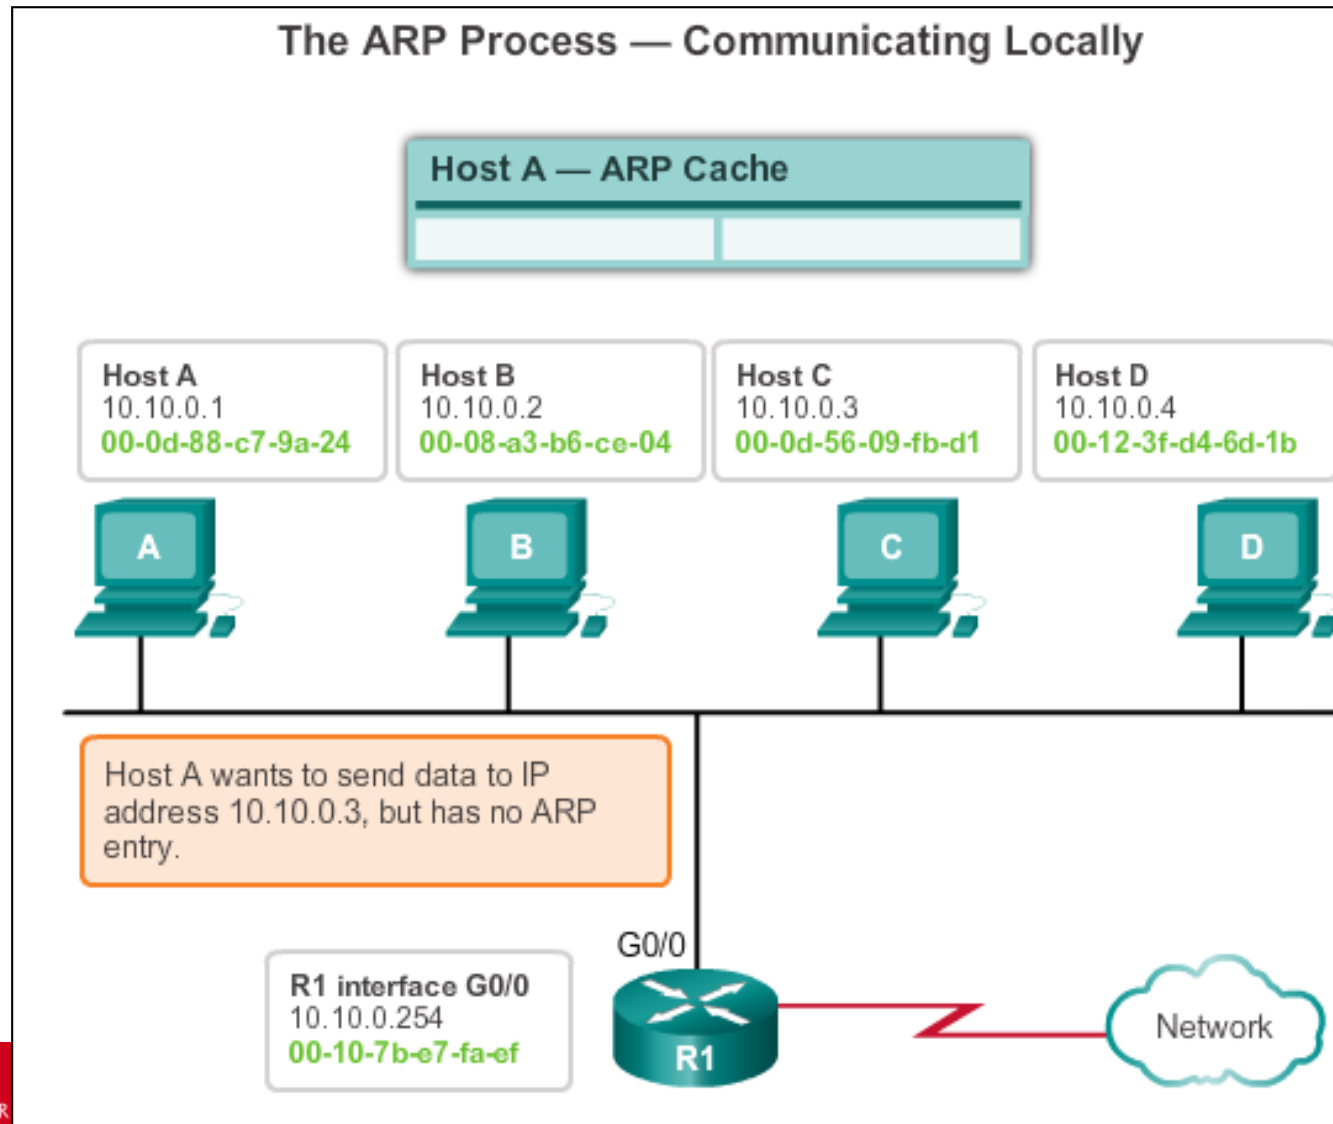 The ARP Process — Communicating Locally
Host A — ARP Cache
Host A
10.10.0.1
00-0d-88-c7-9a-24
Host B
10.10.0.2
00-08-a3-b6-ce-04
Host C
10.10.0.3
00-0d-56-09-fb-d1
Host D
10.10.0.4
00-12-3f-d4-6d-1b
A
B
C
D
Host A wants to send data to IP
address 10.10.0.3, but has no ARP
entry.
G0/0
R1 interface G0/0
10.10.0.254
00-10-7b-e7-fa-ef
R1
Network
R